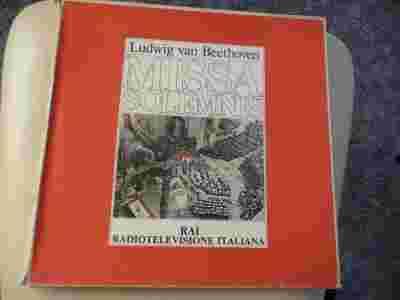 Ludwig van Beethoven
MISSA
SOLEMNIS
RAI
RADIOTELEVISIONE ITALIANA